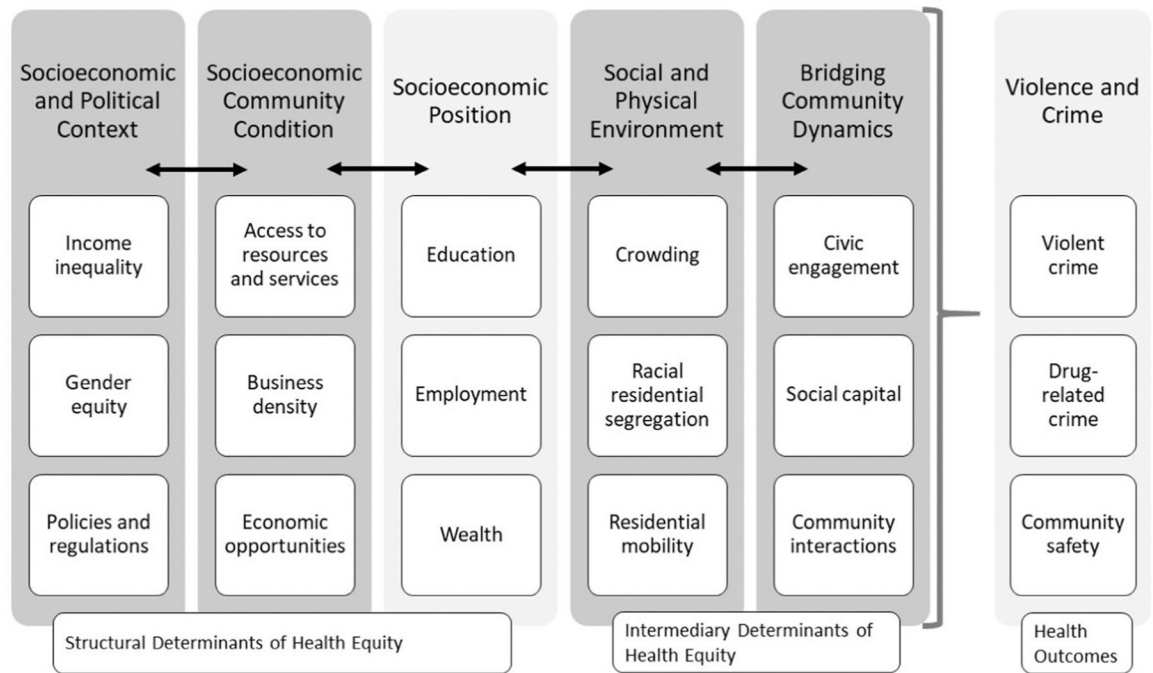 Socioeconomic
and Political
Context
Socioeconomic
Community
Condition
Socioeconomic
Position
Social and
Physical
Environment
Bridging
Community
Dynamics
Violence and
Crime
Income
inequality
Access to
resources
and services
Education
Crowding
Civic
engagement
Violent
crime
Gender
equity
Business
density
Employment
Racial
residential
segregation
Social capital
Drug-
related
crime
Policies and
regulations
Economic
opportunities
Wealth
Residential
mobility
Community
interactions
Community
safety
Structural Determinants of Health Equity
Intermediary Determinants of
Health Equity
Health
Outcomes